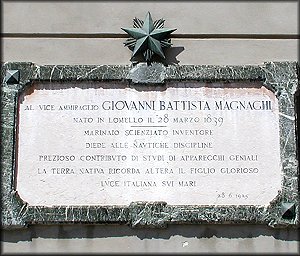 AL VICE AMMIRAGLIO GIOVANNI BATTISTA MAGNAGHI
NATO IN LOMELLO IL 28 MARZO 1839
MARINAIO SCIENZIATO INVENTORE
DIEDE ALLE NAUTICHE DISCIPLINE
PREZIOSO CONTRIBUTO DI STUDI DI APPARECCHI GENIALI
LA TERRA NATIVA RICORDA ALTERA IL FIGLIO GLORIOSO
LUCE ITALIANA SUI MARI